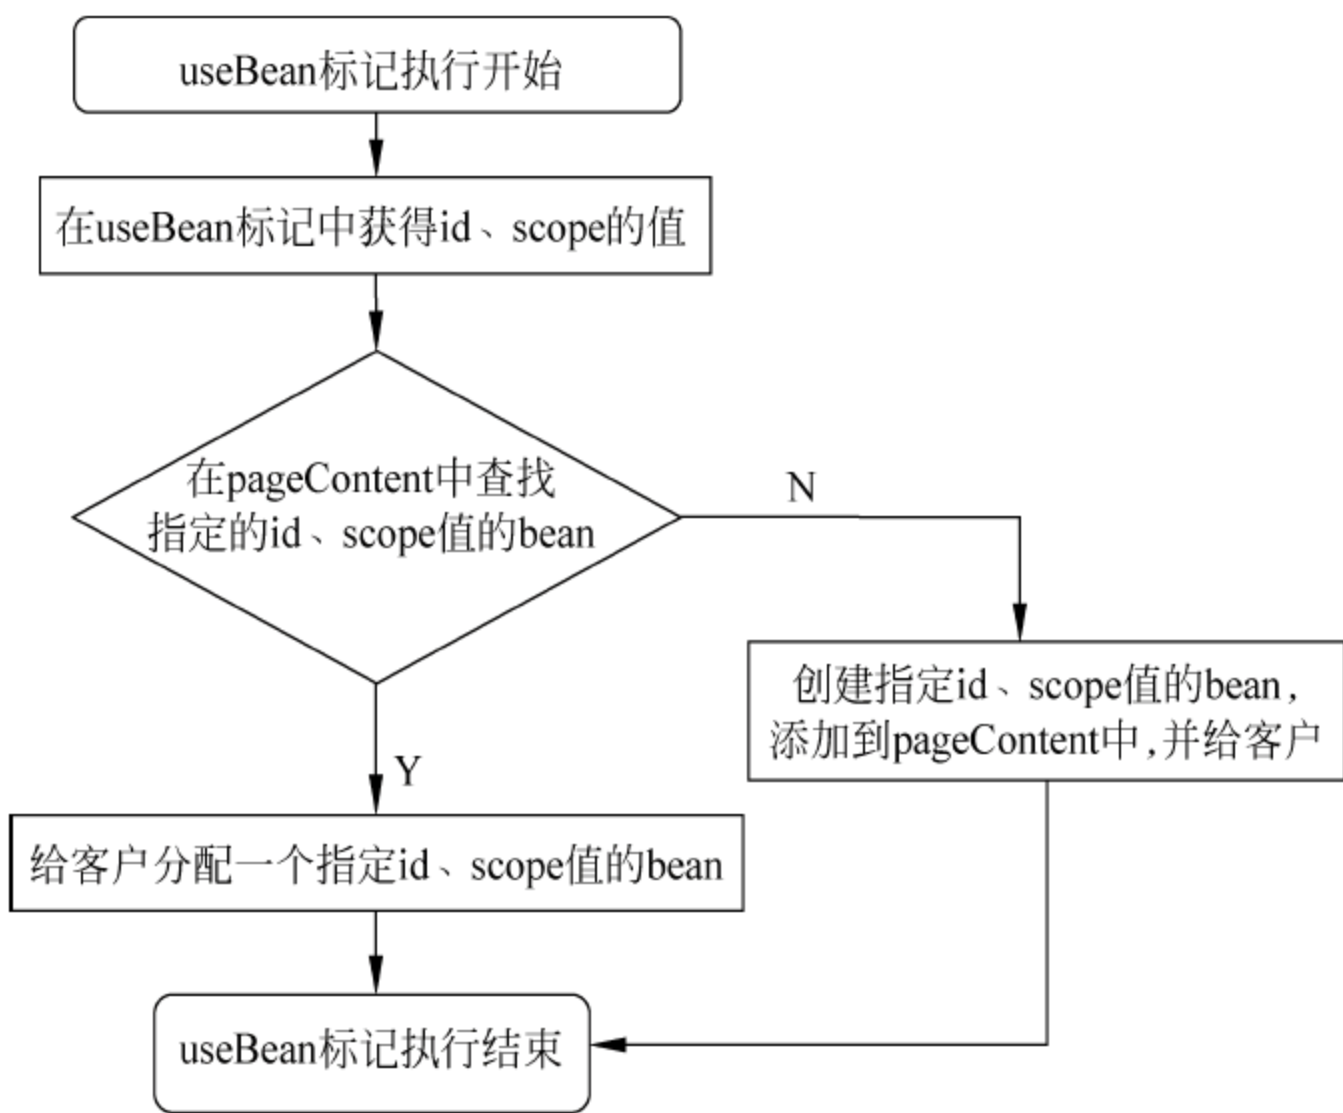 useBean标记执行开始
在useBean标记中获得id、scope的值
在pageContent中查找
指定的id、scope值的bean
N
创建指定id、scope值的bean,
添加到pageContent中,并给客户
Y
给客户分配一个指定id、scope值的bean
useBean标记执行结束